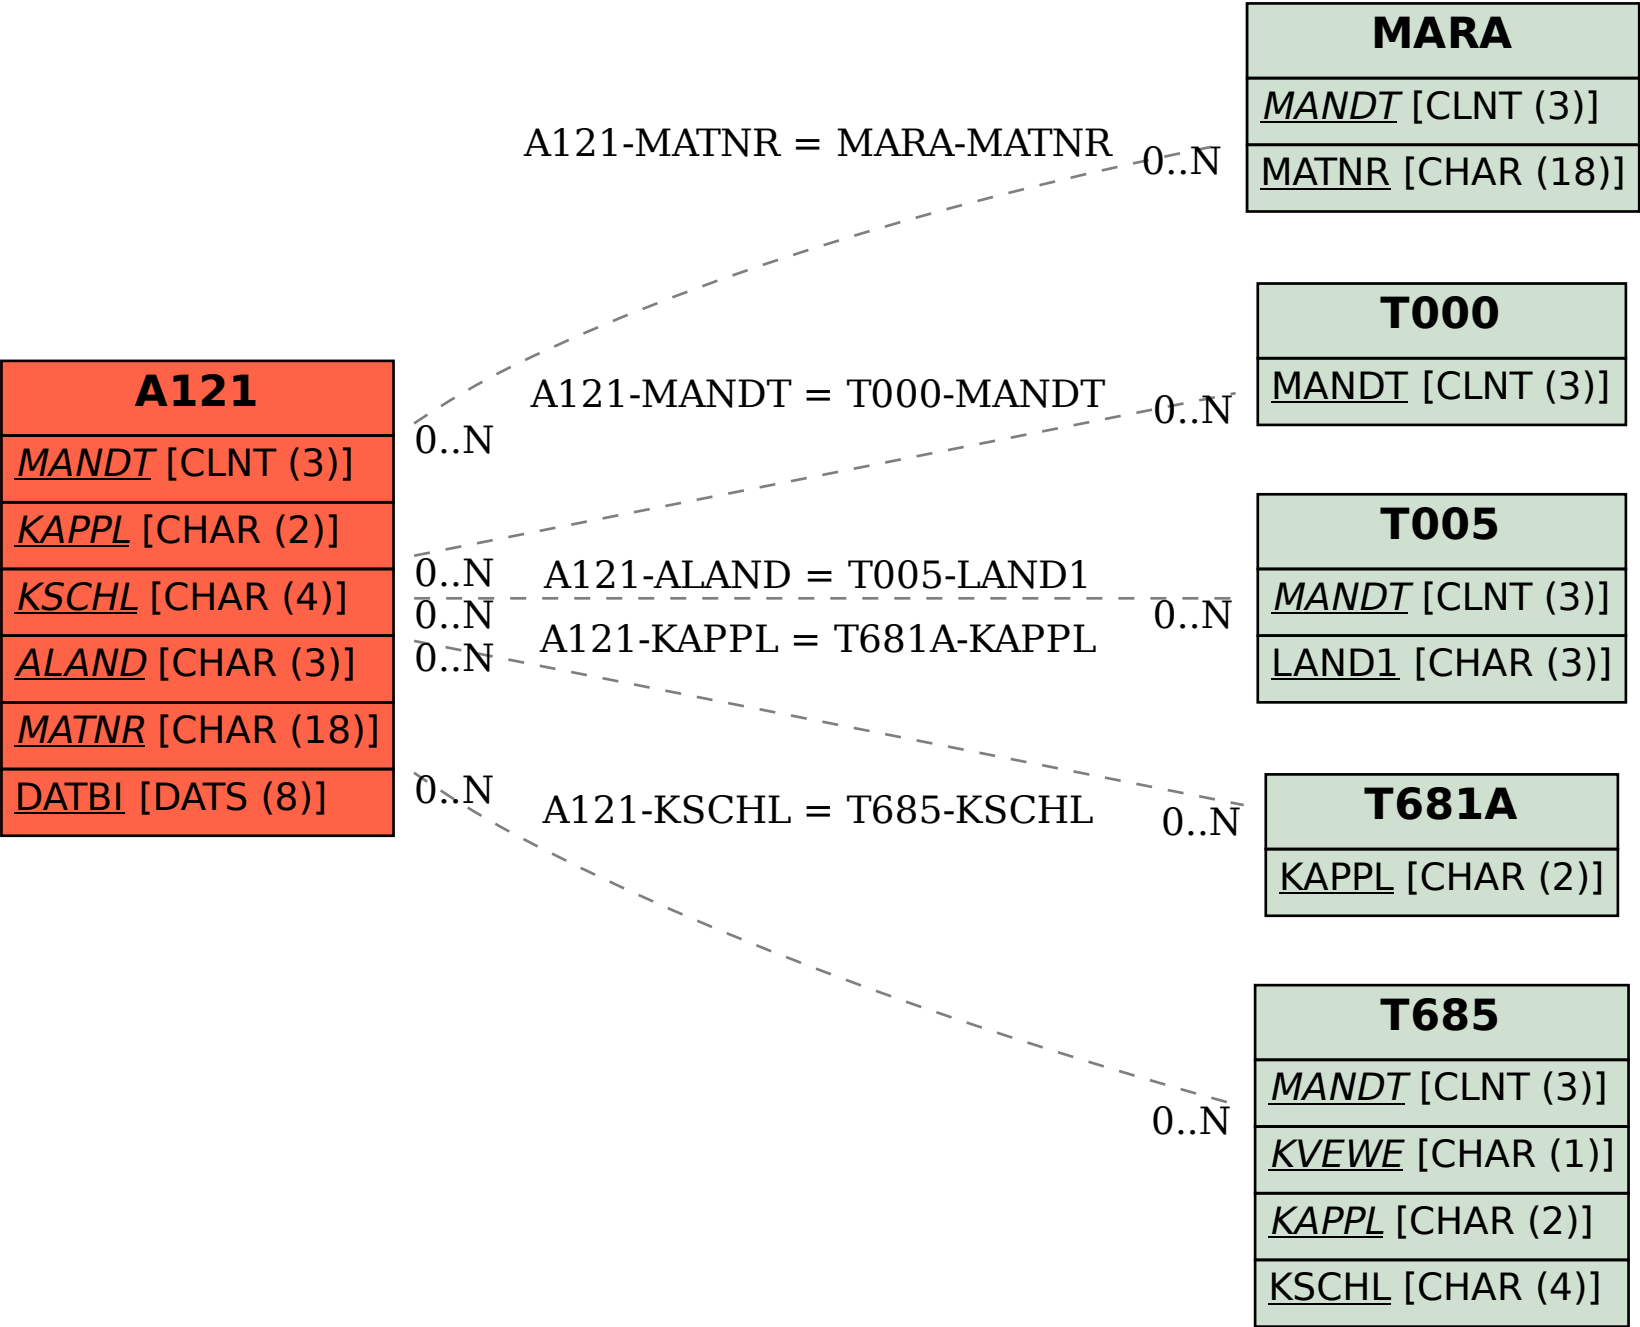 MARA
MANDT [CLNT (3)]
MATNR [CHAR (18)]
A121-MATNR = MARA-MATNR
0..N
0..N
T000
MANDT [CLNT (3)]
A121-MANDT = T000-MANDT
0..N
0..N
A121
MANDT [CLNT (3)]
KAPPL [CHAR (2)]
KSCHL [CHAR (4)]
ALAND [CHAR (3)]
MATNR [CHAR (18)]
DATBI [DATS (8)]
T005
MANDT [CLNT (3)]
LAND1 [CHAR (3)]
A121-ALAND = T005-LAND1
0..N
0..N
A121-KAPPL = T681A-KAPPL
0..N
0..N
T681A
KAPPL [CHAR (2)]
A121-KSCHL = T685-KSCHL
0..N
0..N
T685
MANDT [CLNT (3)]
KVEWE [CHAR (1)]
KAPPL [CHAR (2)]
KSCHL [CHAR (4)]